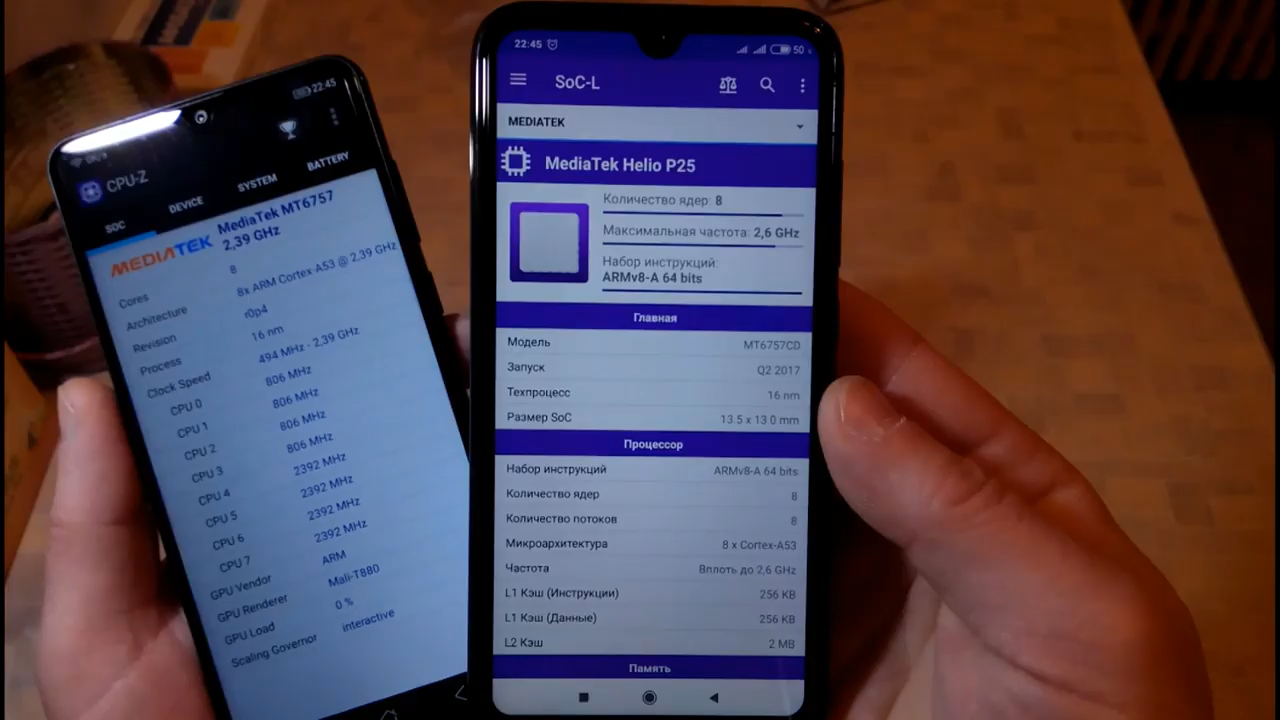 22:45
CPU-Z
SOC DEVICE SYSTEM BATTERY
MEDIATEK
MediaTek MT6757
2,39 GHz
Cores 8
Architecture 8x ARM Cortex-A53 @ 2,39 GHz
Revision r0p4
Process 16 nm
Clock Speed 494 MHz - 2,39 GHz
CPU 0 806 MHz
CPU 1 806 MHz
CPU 2 806 MHz
CPU 3 806 MHz
CPU 4 2392 MHz
CPU 5 2392 MHz
CPU 6 2392 MHz
CPU 7 2392 MHz
GPU Vendor ARM
GPU Renderer Mali-T880
GPU Load 0 %
Scaling Governor interactive
22:45 50
SoC-L
MEDIATEK
MediaTek Helio P25
Количество ядер: 8
Максимальная частота: 2,6 GHz
Набор инструкций:
ARMv8-A 64 bits
Главная
Модель MT6757CD
Запуск Q2 2017
Техпроцесс 16 nm
Размер SoC 13.5 x 13.0 mm
Процессор
Набор инструкций ARMv8-A 64 bits
Количество ядер 8
Количество потоков 8
Микроархитектура 8 x Cortex-A53
Частота Вплоть до 2,6 GHz
L1 Кэш (Инструкции) 256 KB
L1 Кэш (Данные) 256 KB
L2 Кэш 2 MB
Память